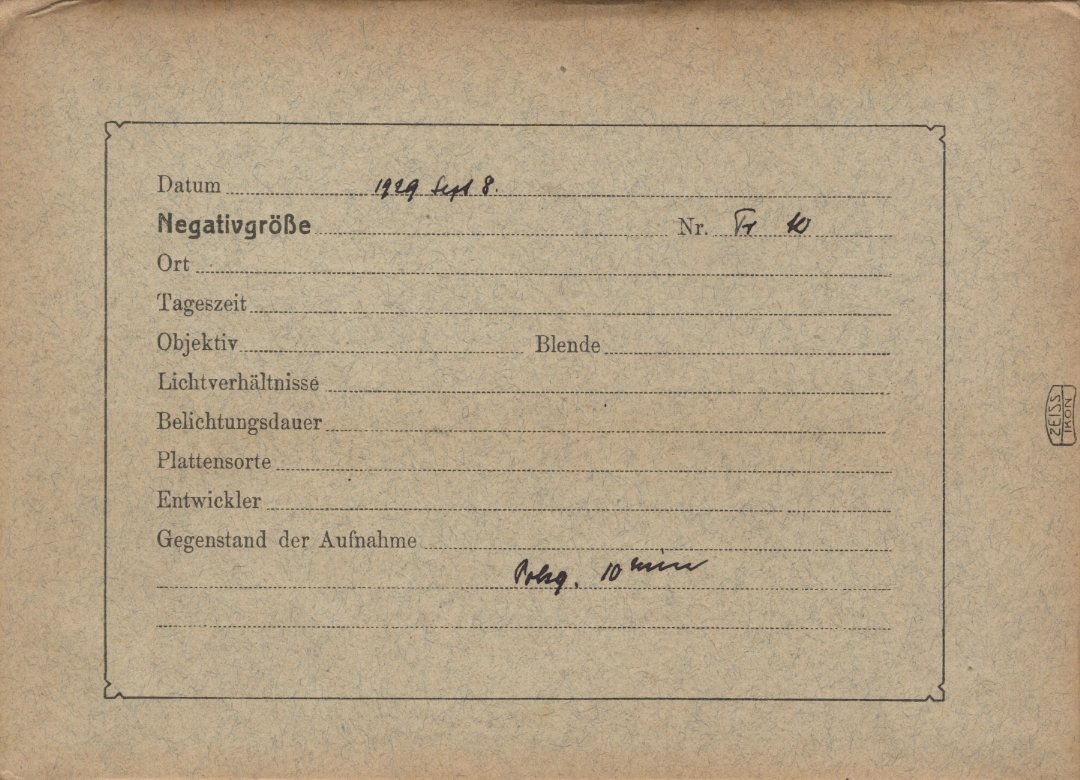 Datum 1929 Sept 8.
Negativgröße Nr. Tr 10
Ort
Tageszeit
Objektiv Blende
Lichtverhältnisse
Belichtungsdauer
Plattensorte
Entwickler
Gegenstand der Aufnahme
10 min
ZEISS
IKON